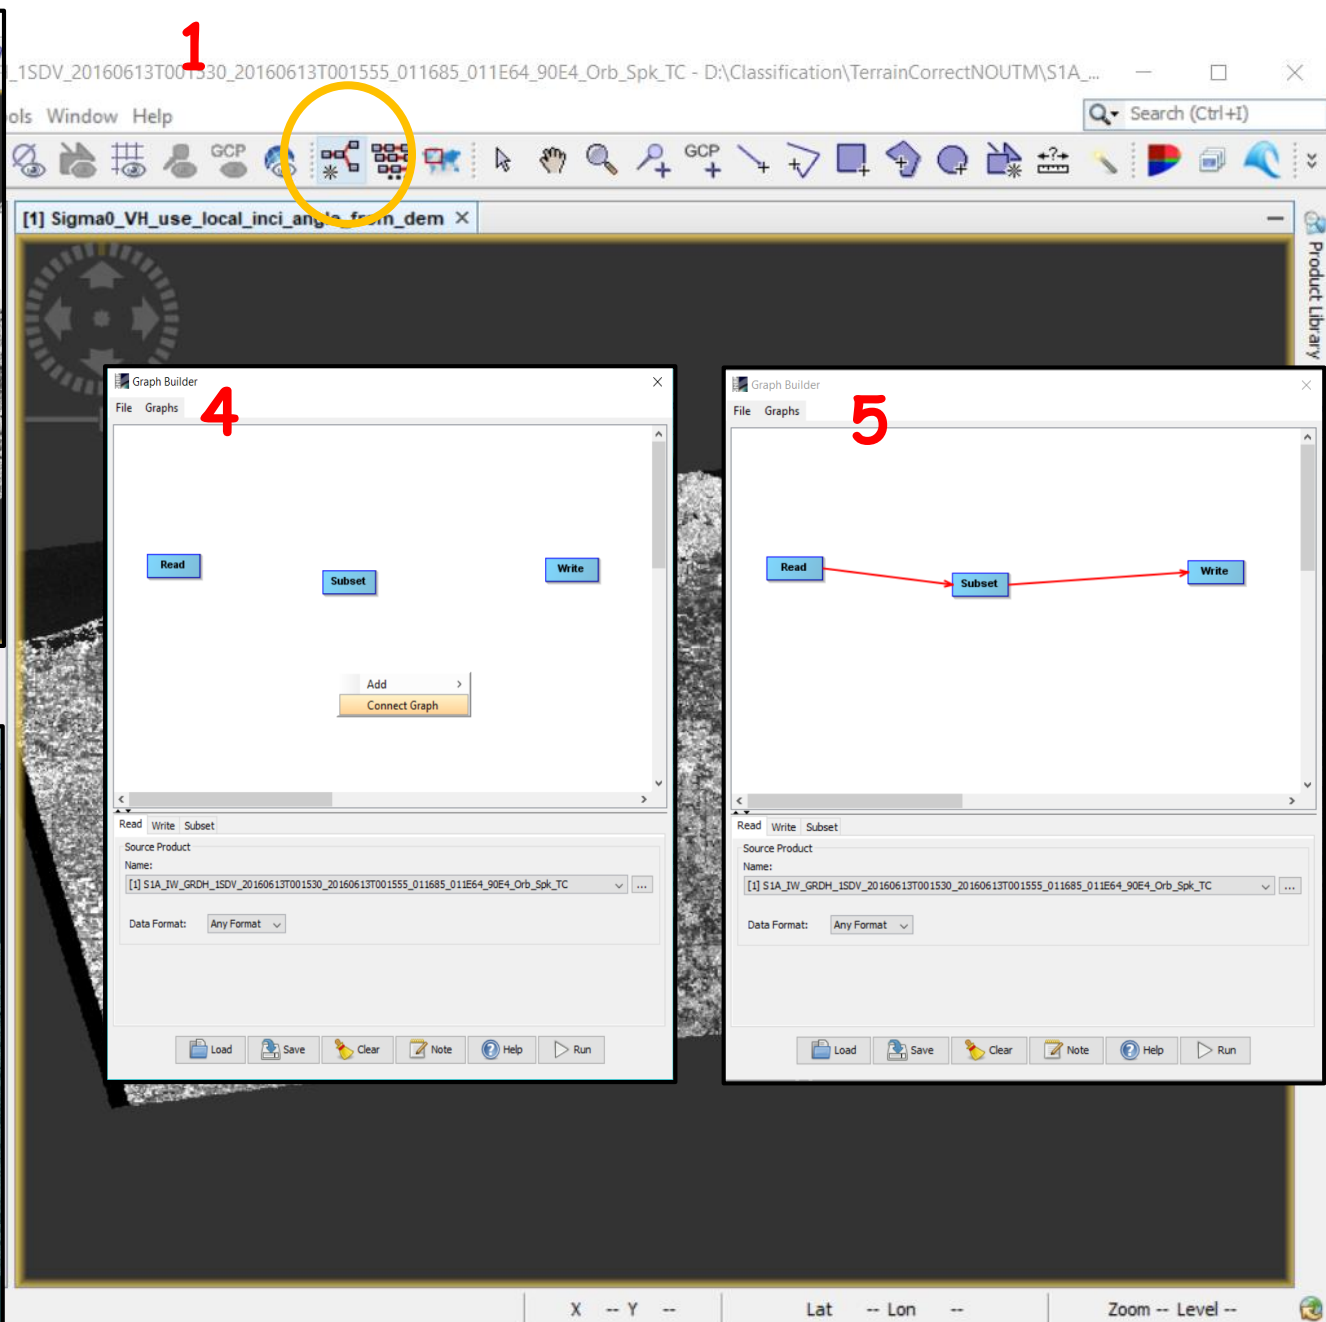 1
_1SDV_20160613T001530_20160613T001555_011685_011E64_90E4_Orb_Spk_TC - D:\Classification\TerrainCorrectNOUTM\S1A_...
ols Window Help
Search (Ctrl+I)
GCP
GCP
[1] Sigma0_VH_use_local_inci_angle_from_dem
Product Library
Graph Builder
File Graphs
4
Read
Subset
Write
Add
Connect Graph
Read Write Subset
Source Product
Name:
[1] S1A_IW_GRDH_1SDV_20160613T001530_20160613T001555_011685_011E64_90E4_Orb_Spk_TC
...
Data Format: Any Format
Load Save Clear Note Help Run
Graph Builder
File Graphs
5
Read
Subset
Write
Read Write Subset
Source Product
Name:
[1] S1A_IW_GRDH_1SDV_20160613T001530_20160613T001555_011685_011E64_90E4_Orb_Spk_TC
...
Data Format: Any Format
Load Save Clear Note Help Run
X -- Y -- Lat -- Lon -- Zoom -- Level --